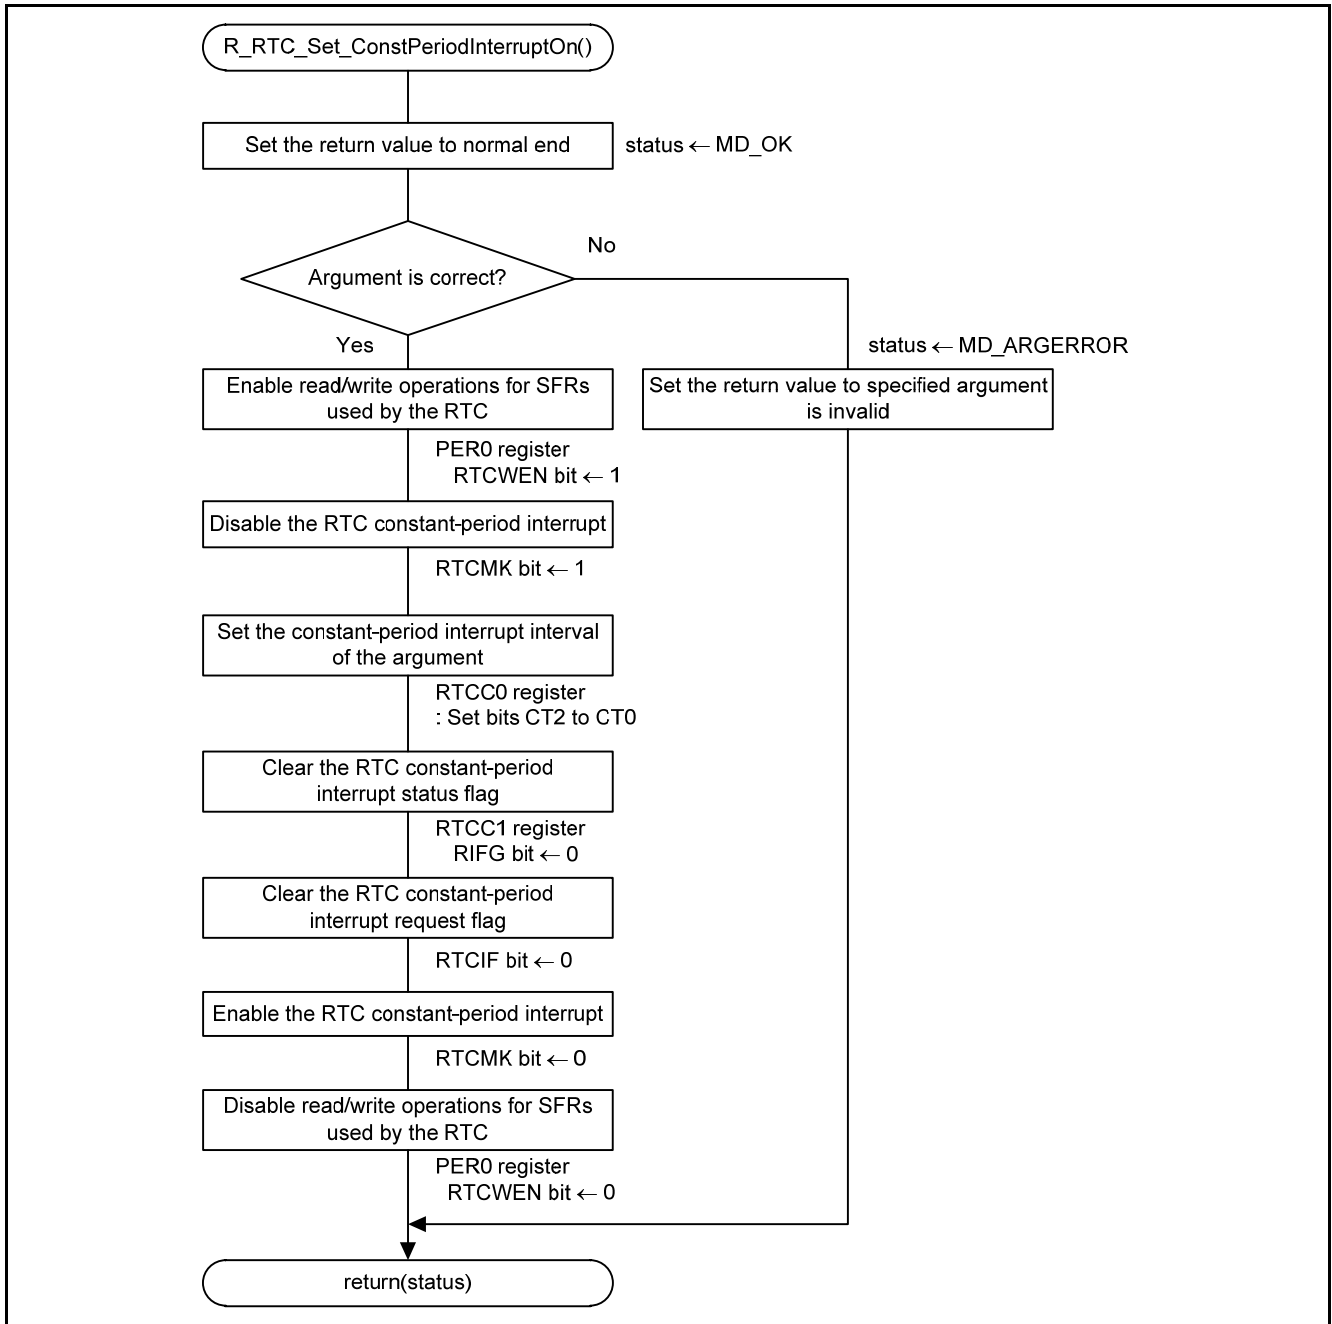 R_RTC_Set_ConstPeriodInterruptOn()
Set the return value to normal end
status ← MD_OK
No
Argument is correct?
Yes
status ← MD_ARGERROR
Enable read/write operations for SFRs
used by the RTC
Set the return value to specified argument
is invalid
PER0 register
RTCWEN bit ← 1
Disable the RTC constant-period interrupt
RTCMK bit ← 1
Set the constant-period interrupt interval
of the argument
RTCC0 register
: Set bits CT2 to CT0
Clear the RTC constant-period
interrupt status flag
RTCC1 register
RIFG bit ← 0
Clear the RTC constant-period
interrupt request flag
RTCIF bit ← 0
Enable the RTC constant-period interrupt
RTCMK bit ← 0
Disable read/write operations for SFRs
used by the RTC
PER0 register
RTCWEN bit ← 0
return(status)